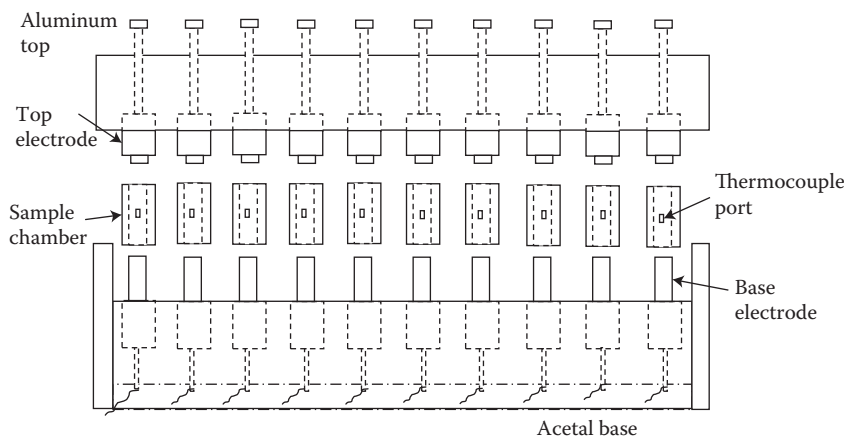 Aluminum
top
Top
electrode
Sample
chamber
Thermocouple
port
Base
electrode
Acetal base